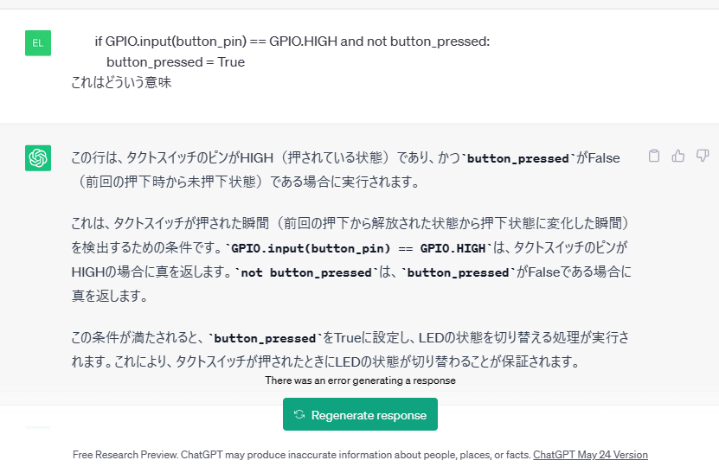 EL
if GPIO.input(button_pin) == GPIO.HIGH and not button_pressed:
button_pressed = True
これはどういう意味
この行は、タクトスイッチのピンがHIGH（押されている状態）であり、かつ`button_pressed`がFalse
（前回の押下時から未押下状態）である場合に実行されます。
これは、タクトスイッチが押された瞬間（前回の押下から解放された状態から押下状態に変化した瞬間）
を検出するための条件です。`GPIO.input(button_pin) == GPIO.HIGH`は、タクトスイッチのピンが
HIGHの場合に真を返します。`not button_pressed`は、`button_pressed`がFalseである場合に
真を返します。
この条件が満たされると、`button_pressed`をTrueに設定し、LEDの状態を切り替える処理が実行さ
れます。これにより、タクトスイッチが押されたときにLEDの状態が切り替わることが保証されます。
There was an error generating a response
Regenerate response
Free Research Preview. ChatGPT may produce inaccurate information about people, places, or facts. ChatGPT May 24 Version